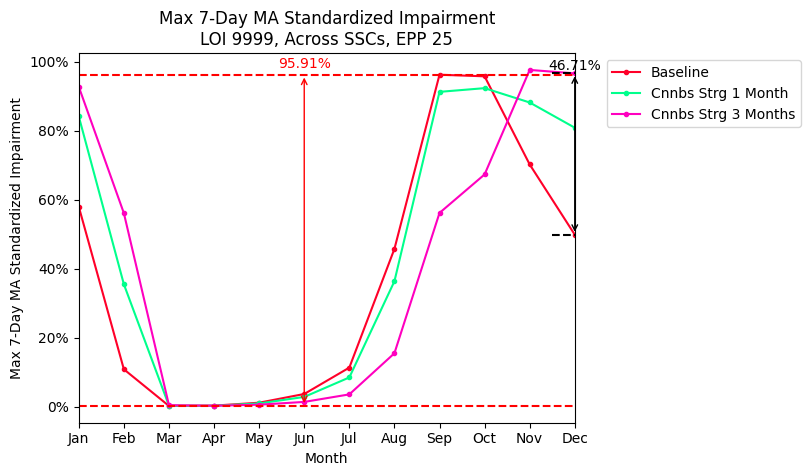 Max 7-Day MA Standardized Impairment
LOI 9999, Across SSCs, EPP 25
95.91%
46.71%
Baseline
Cnnbs Strg 1 Month
Cnnbs Strg 3 Months
Max 7-Day MA Standardized Impairment
100%
80%
60%
40%
20%
0%
Jan Feb Mar Apr May Jun Jul Aug Sep Oct Nov Dec
Month